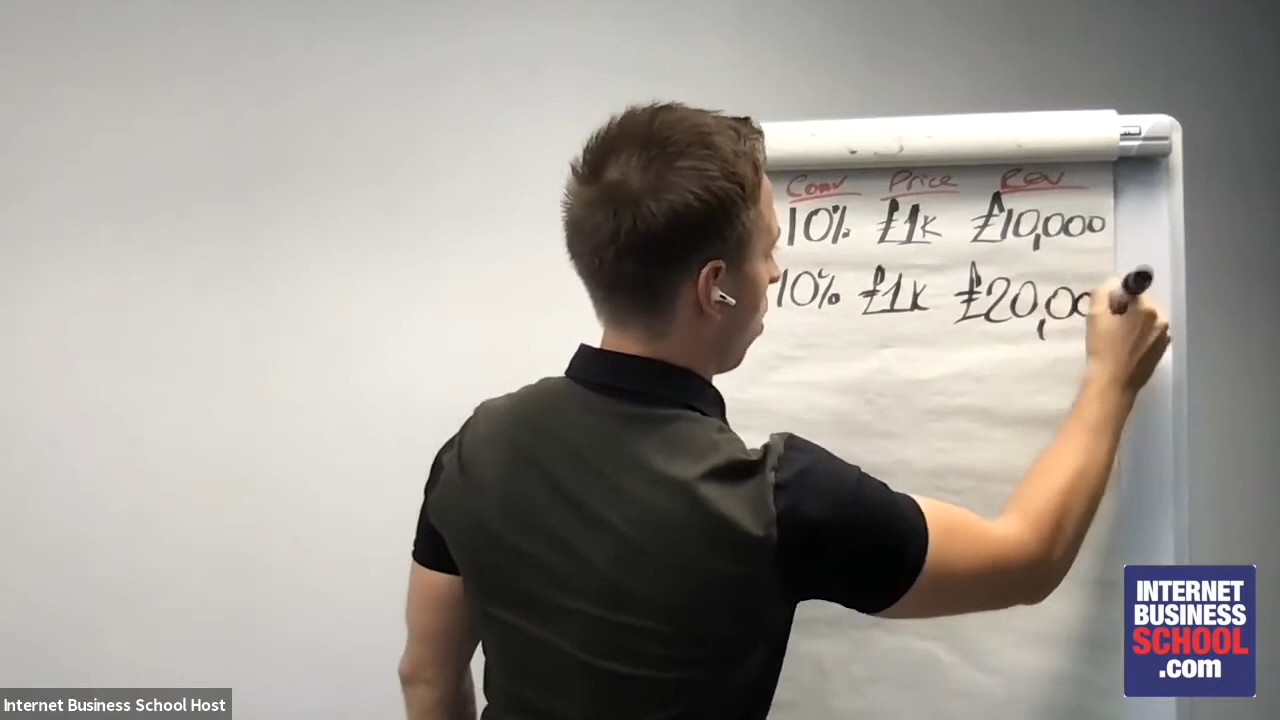 Conv Price Rev
10% £1k £10,000
10% £1k £20,00
INTERNET
BUSINESS
SCHOOL
.com
Internet Business School Host